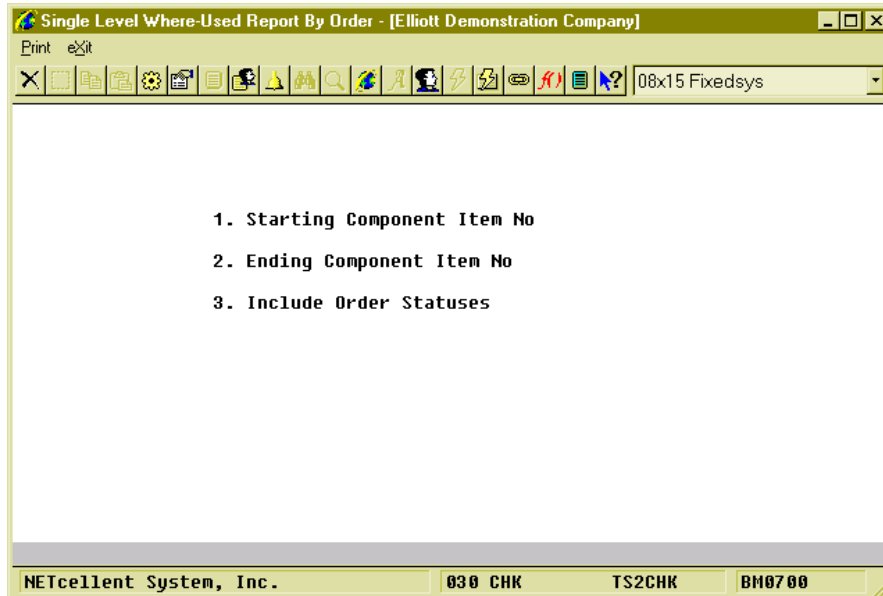 Single Level Where-Used Report By Order - [Elliott Demonstration Company]
Print eXit
08x15 Fixedsys
1. Starting Component Item No
2. Ending Component Item No
3. Include Order Statuses
NETcellent System, Inc. 030 CHK TS2CHK BM0700